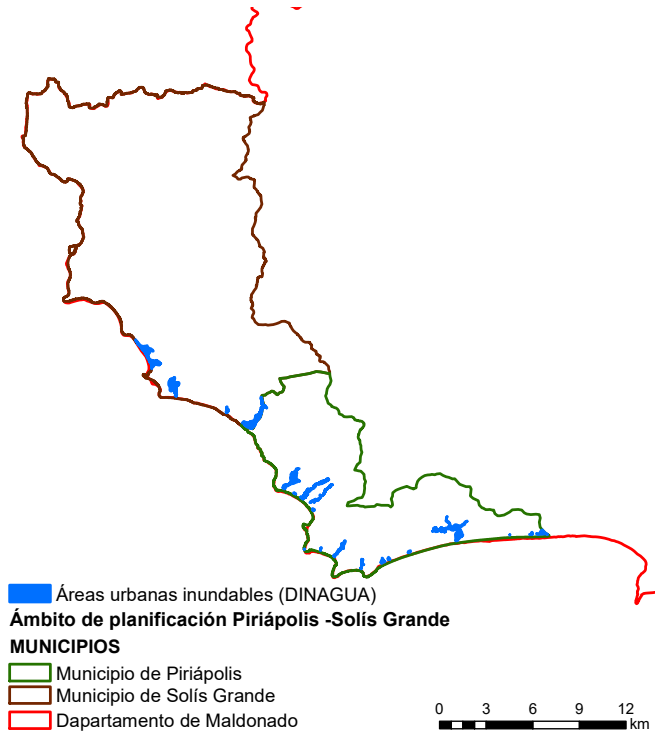 Áreas urbanas inundables (DINAGUA)
Ámbito de planificación Piriápolis -Solís Grande
MUNICIPIOS
Municipio de Piriápolis
Municipio de Solís Grande
Dapartamento de Maldonado
0 3 6 9 12
km